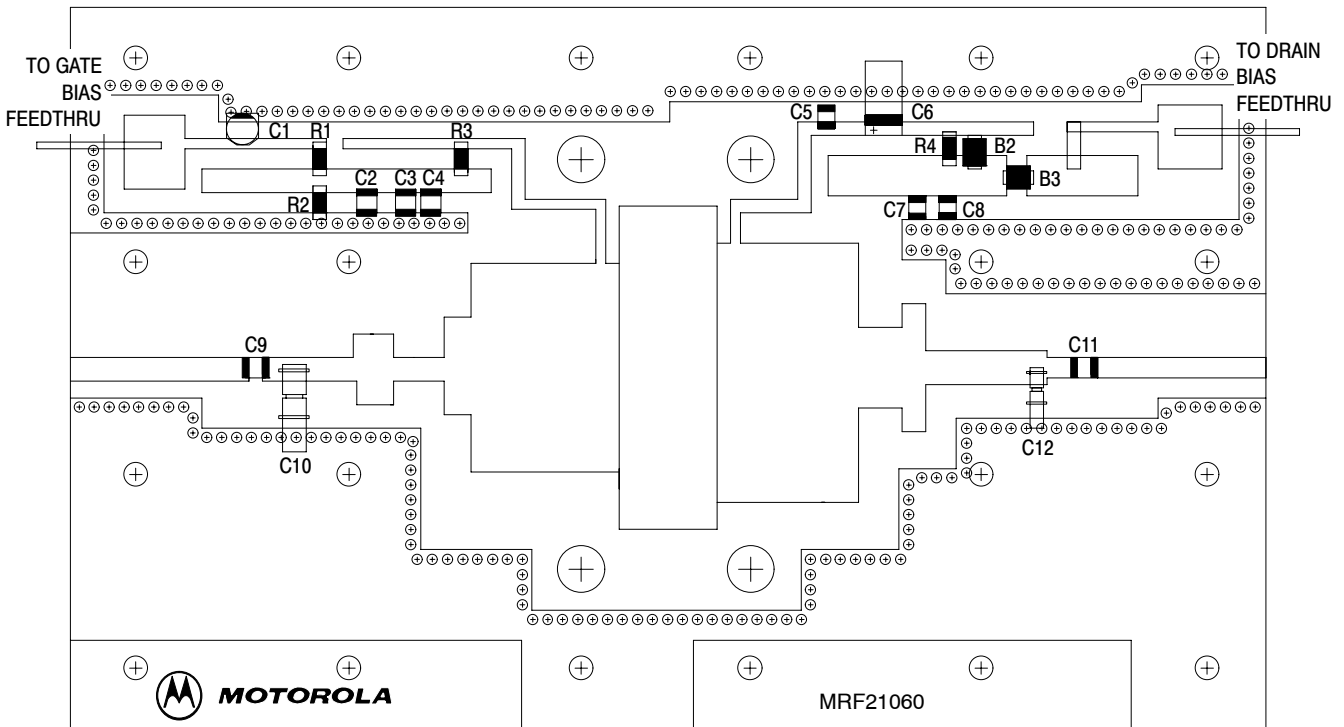 TO GATE
BIAS
FEEDTHRU
TO DRAIN
BIAS
FEEDTHRU
C1
R1
R3
C5
C6
R4
B2
B3
C2
C3
C4
R2
C7
C8
C9
C11
C10
C12
MOTOROLA
MRF21060